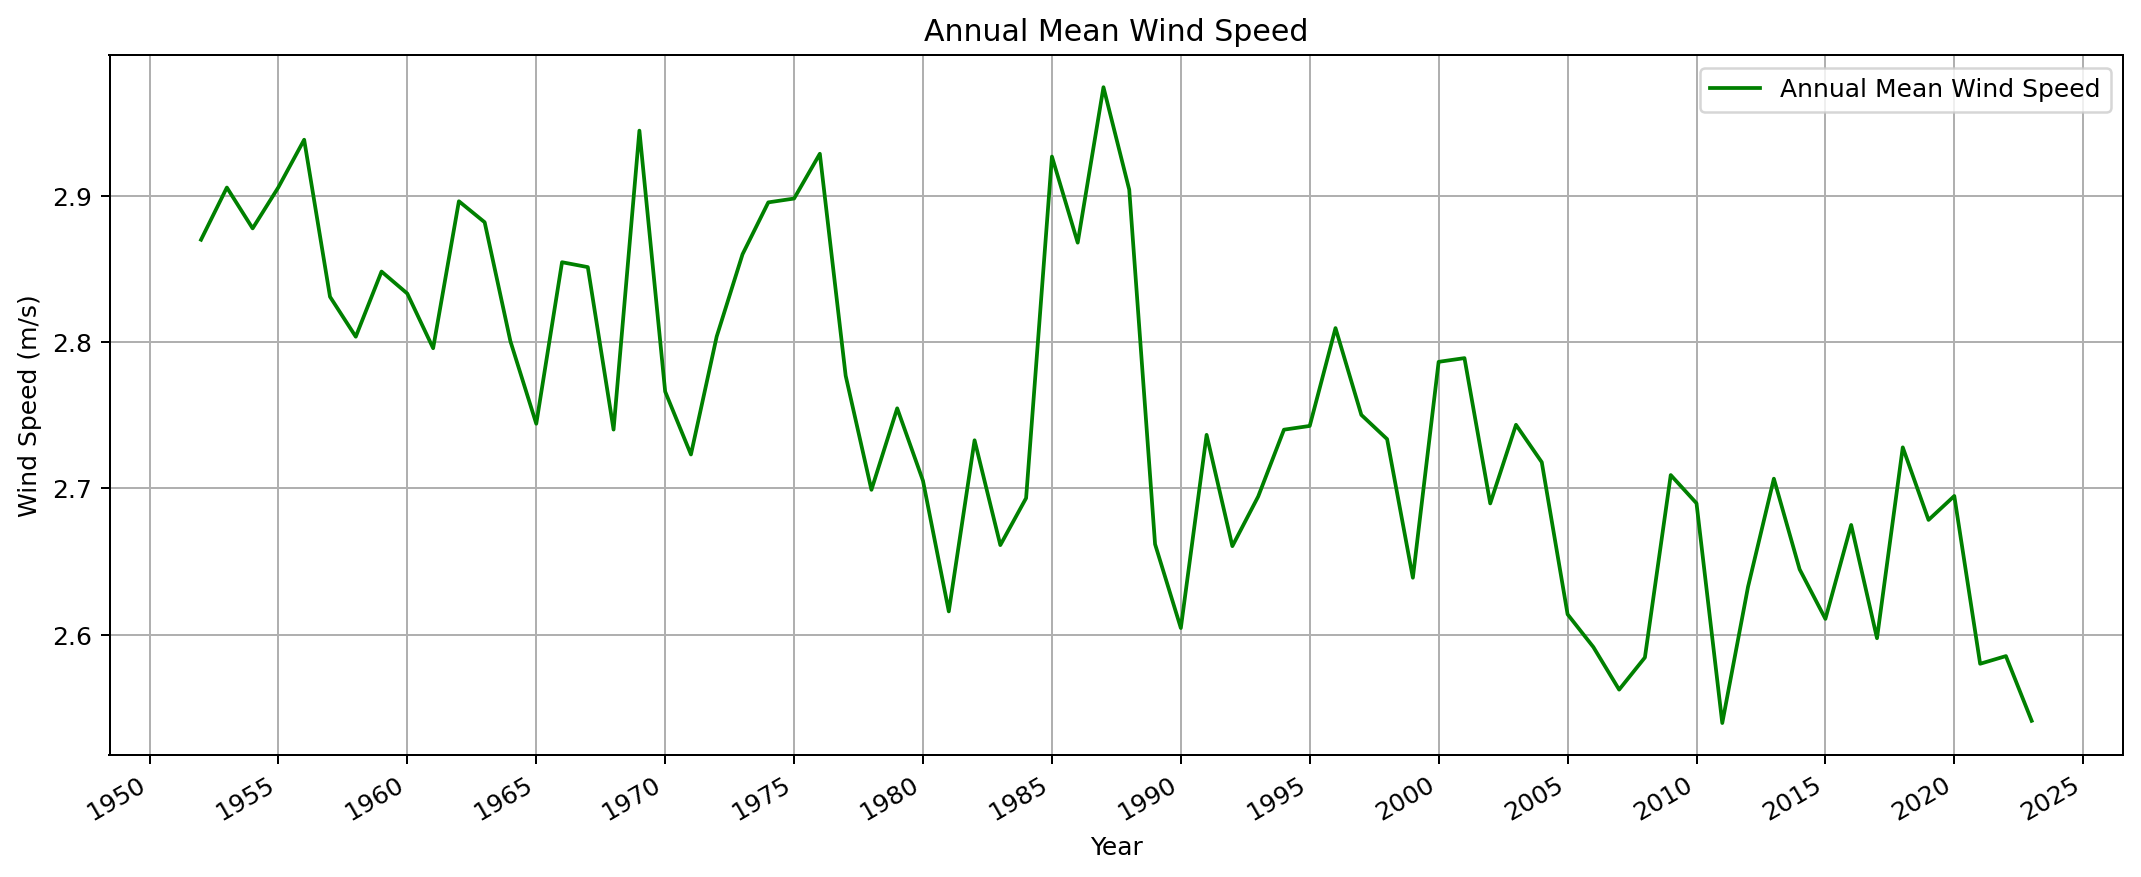 Annual Mean Wind Speed
Annual Mean Wind Speed
Wind Speed (m/s)
2.9
2.8
2.7
2.6
1950 1955 1960 1965 1970 1975 1980 1985 1990 1995 2000 2005 2010 2015 2020 2025
Year